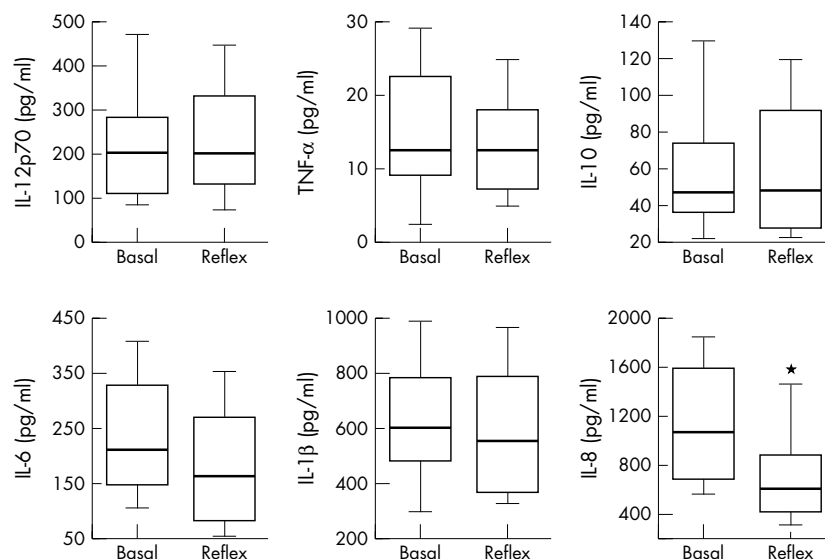 IL-12p70 (pg/ml)
500
400
300
200
100
0
Basal Reflex
TNF-α (pg/ml)
30
20
10
0
Basal Reflex
IL-10 (pg/ml)
140
120
100
80
60
40
20
Basal Reflex
IL-6 (pg/ml)
450
350
250
150
50
Basal Reflex
IL-1β (pg/ml)
1000
800
600
400
200
Basal Reflex
IL-8 (pg/ml)
2000
1600
1200
800
400
Basal Reflex